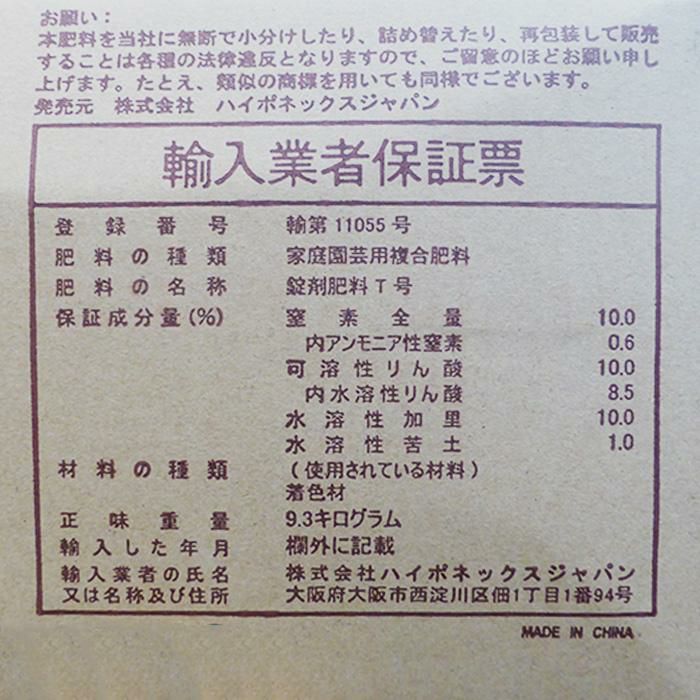 お願い：
本肥料を当社に無断で小分けしたり、詰め替えたり、再包装して販売
することは各種の法律違反となりますので、ご留意のほどお願い申し
上げます。たとえ、類似の商標を用いても同様でございます。
発売元 株式会社 ハイポネックスジャパン
輸入業者保証票
登録番号 輸第11055号
肥料の種類 家庭園芸用複合肥料
肥料の名称 錠剤肥料T号
保証成分量(%) 窒素全量 10.0
内アンモニア性窒素 0.6
可溶性りん酸 10.0
内水溶性りん酸 8.5
水溶性加里 10.0
水溶性苦土 1.0
材料の種類 (使用されている材料)
着色材
正味重量 9.3キログラム
輸入した年月 欄外に記載
輸入業者の氏名 株式会社ハイポネックスジャパン
又は名称及び住所 大阪府大阪市西淀川区佃1丁目1番94号
MADE IN CHINA